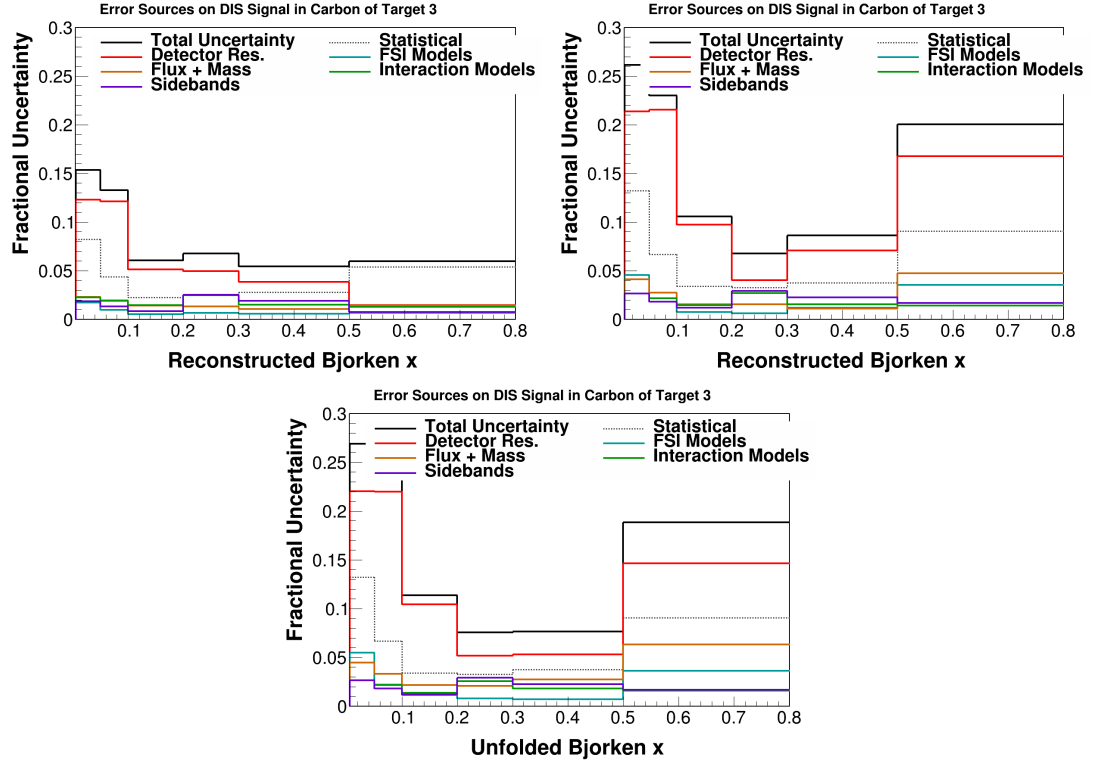 Error Sources on DIS Signal in Carbon of Target 3
Fractional Uncertainty
0.3
0.25
0.2
0.15
0.1
0.05
0
Total Uncertainty
Detector Res.
Flux + Mass
Sidebands
Statistical
FSI Models
Interaction Models
0.1 0.2 0.3 0.4 0.5 0.6 0.7 0.8
Reconstructed Bjorken x
Error Sources on DIS Signal in Carbon of Target 3
Fractional Uncertainty
0.3
0.25
0.2
0.15
0.1
0.05
0
Total Uncertainty
Detector Res.
Flux + Mass
Sidebands
Statistical
FSI Models
Interaction Models
0.1 0.2 0.3 0.4 0.5 0.6 0.7 0.8
Reconstructed Bjorken x
Error Sources on DIS Signal in Carbon of Target 3
Fractional Uncertainty
0.3
0.25
0.2
0.15
0.1
0.05
0
Total Uncertainty
Detector Res.
Flux + Mass
Sidebands
Statistical
FSI Models
Interaction Models
0.1 0.2 0.3 0.4 0.5 0.6 0.7 0.8
Unfolded Bjorken x